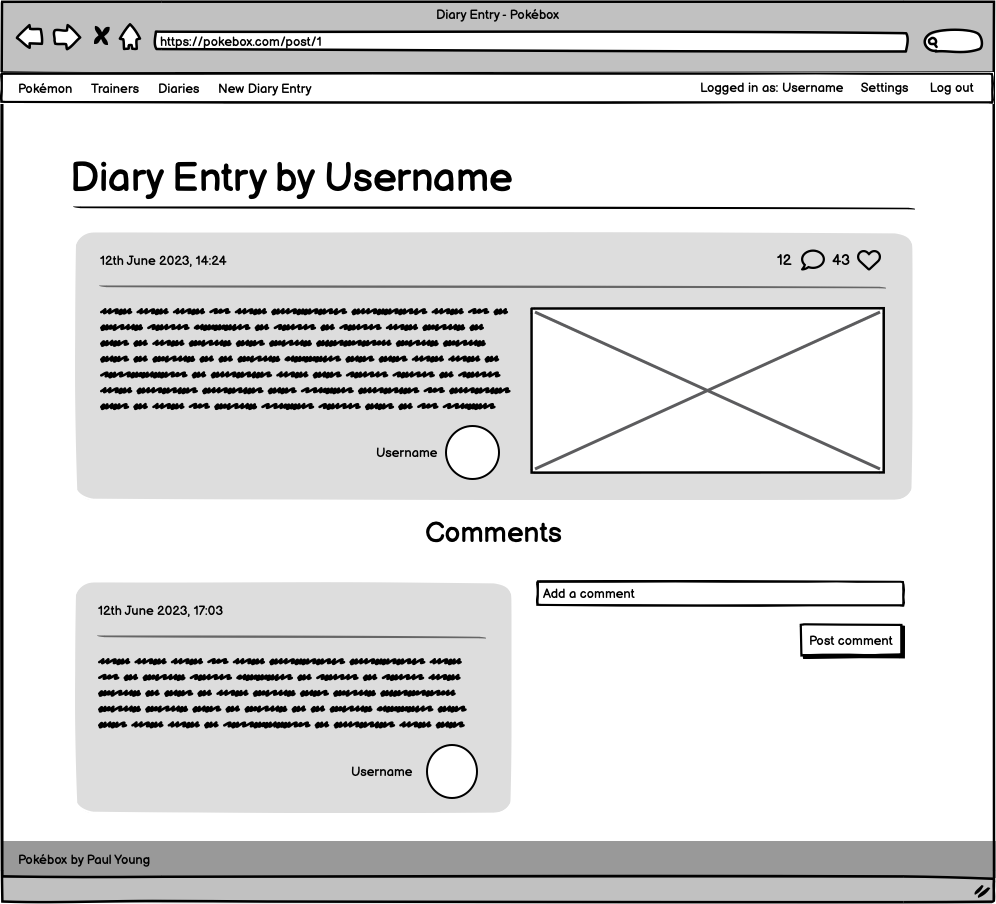 Diary Entry - Pokébox
https://pokebox.com/post/1
Pokémon Trainers Diaries New Diary Entry Logged in as: Username Settings Log out
Diary Entry by Username
12th June 2023, 14:24 12 43
Username
Comments
12th June 2023, 17:03
Add a comment
Post comment
Username
Pokébox by Paul Young